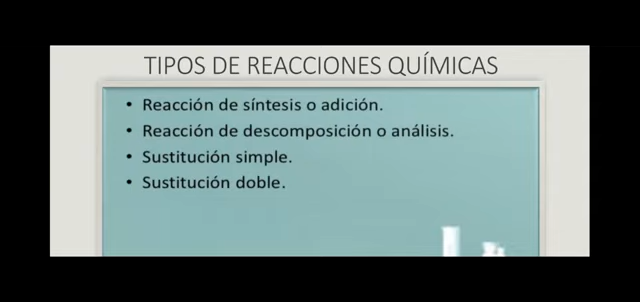 TIPOS DE REACCIONES QUÍMICAS
• Reacción de síntesis o adición.
• Reacción de descomposición o análisis.
• Sustitución simple.
• Sustitución doble.